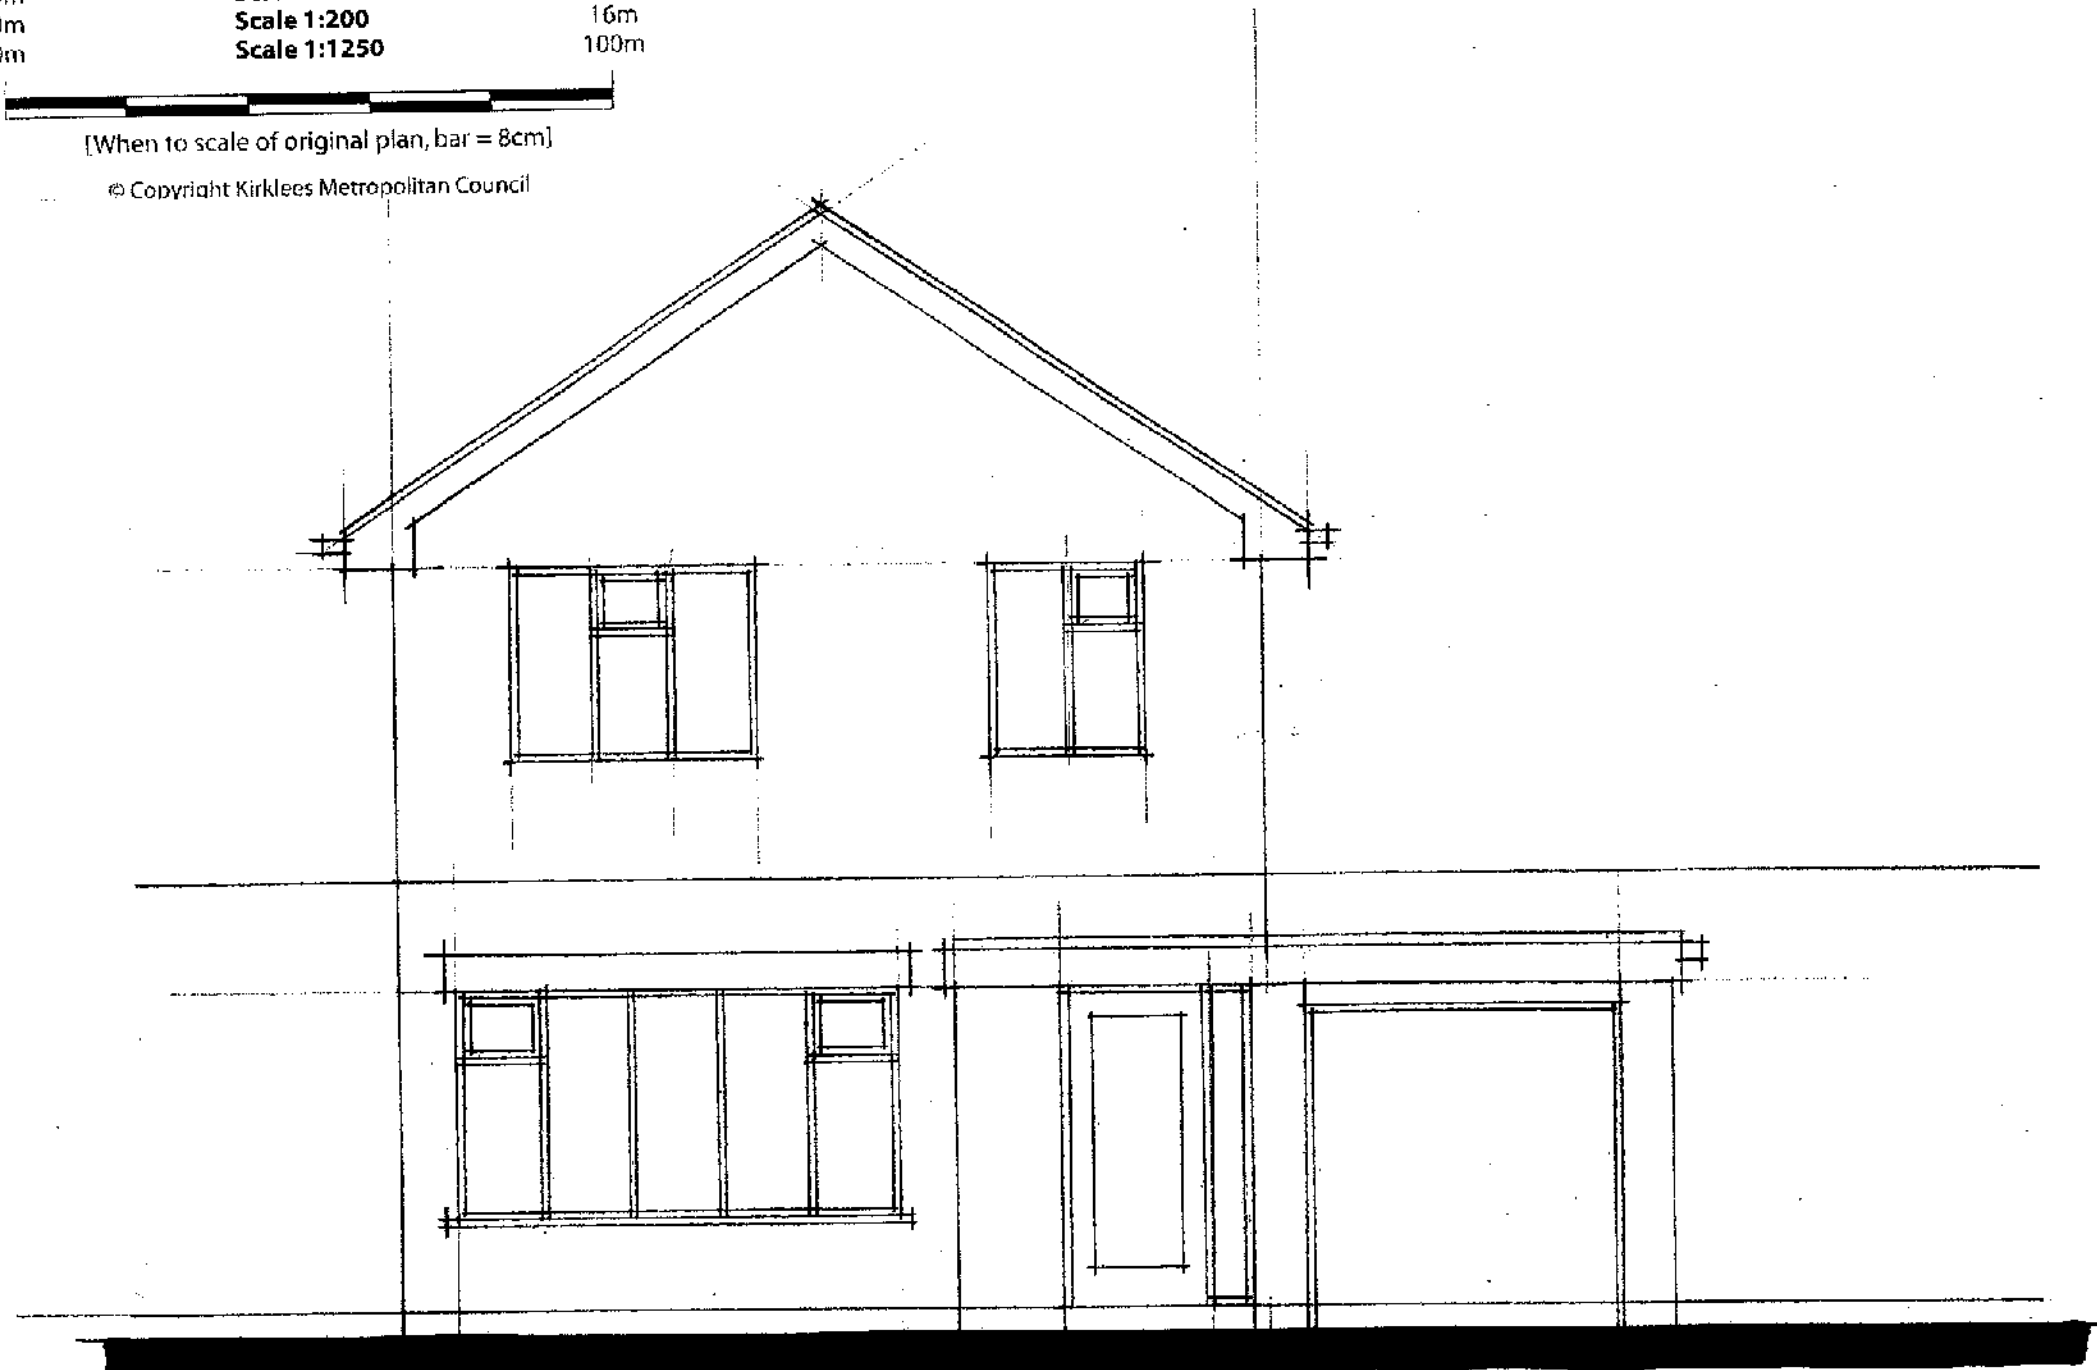 Scale 1:200 16m
Scale 1:1250 100m
[When to scale of original plan, bar = 8cm]
© Copyright Kirklees Metropolitan Council